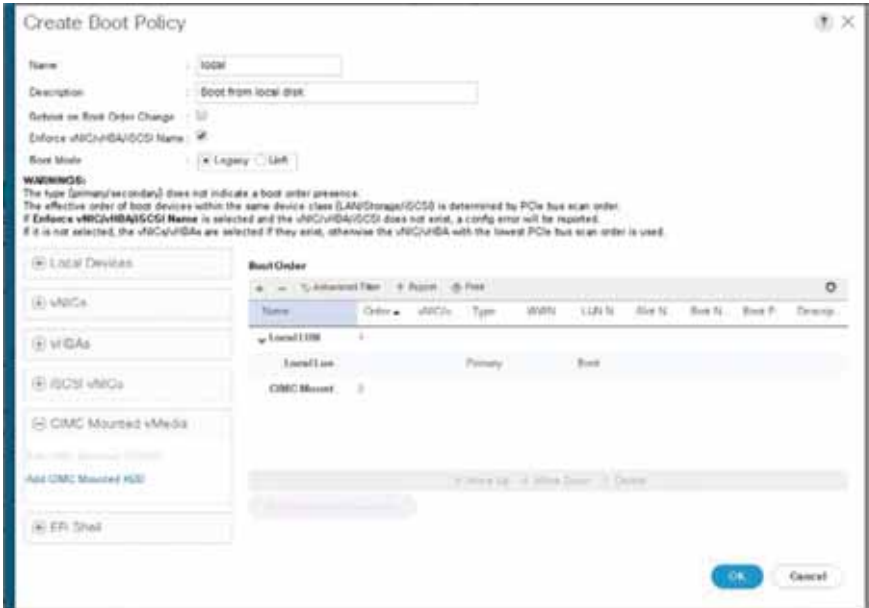 Create Boot Policy
Name : local
Description : Boot from local disk
Reboot on Boot Order Change :
Enforce vNIC/vHBA/iSCSI Name :
Boot Mode : Legacy Uefi
WARNINGS:
The type (primary/secondary) does not indicate a boot order presence.
The effective order of boot devices within the same device class (LAN/Storage/iSCSI) is determined by PCIe bus scan order.
If Enforce vNIC/vHBA/iSCSI Name is selected and the vNIC/vHBA/iSCSI does not exist, a config error will be reported.
If it is not selected, the vNICs/vHBAs are selected if they exist, otherwise the vNIC/vHBA with the lowest PCIe bus scan order is used.
Local Devices
vNICs
vHBAs
iSCSI vNICs
CIMC Mounted vMedia
Add CIMC Mounted HDD
EFI Shell
Boot Order
+ − Advanced Filter Export Print
Name Order vNIC/v.. Type WWN LUN N.. Slot N.. Boot N.. Boot P.. Descrip..
Local LUN 1
Local Lun Primary Boot
CIMC Mount 2
Move Up Move Down Delete
OK Cancel